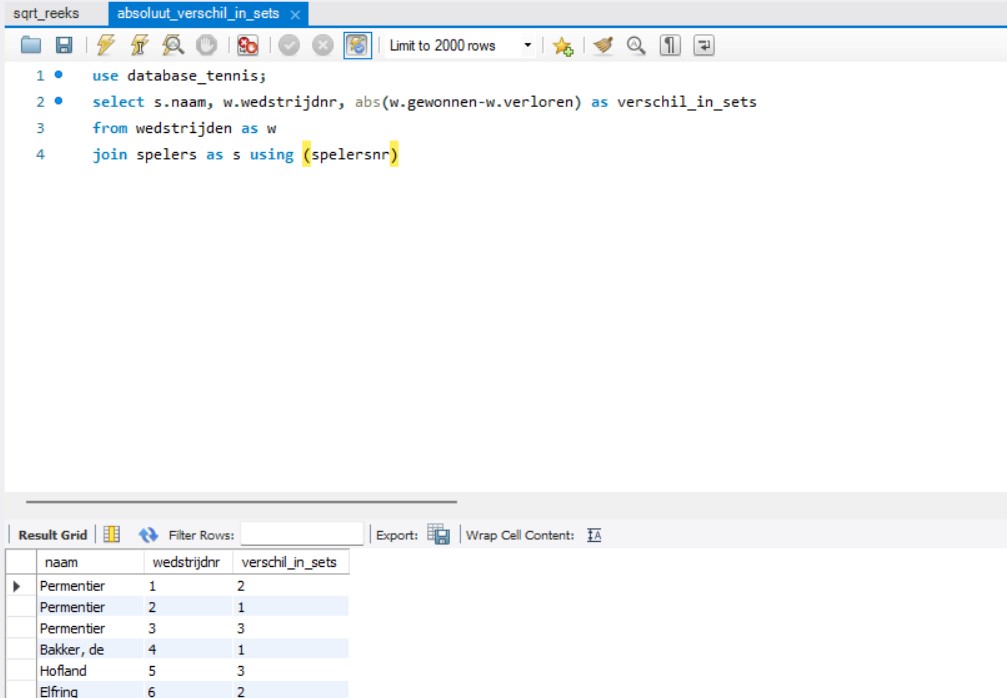 sqrt_reeks absoluut_verschil_in_sets
Limit to 2000 rows
1 use database_tennis;
2 select s.naam, w.wedstrijdnr, abs(w.gewonnen-w.verloren) as verschil_in_sets
3 from wedstrijden as w
4 join spelers as s using (spelersnr)
Result Grid Filter Rows: Export: Wrap Cell Content:
naam wedstrijdnr verschil_in_sets
Permentier 1 2
Permentier 2 1
Permentier 3 3
Bakker, de 4 1
Hofland 5 3
Elfring 6 2